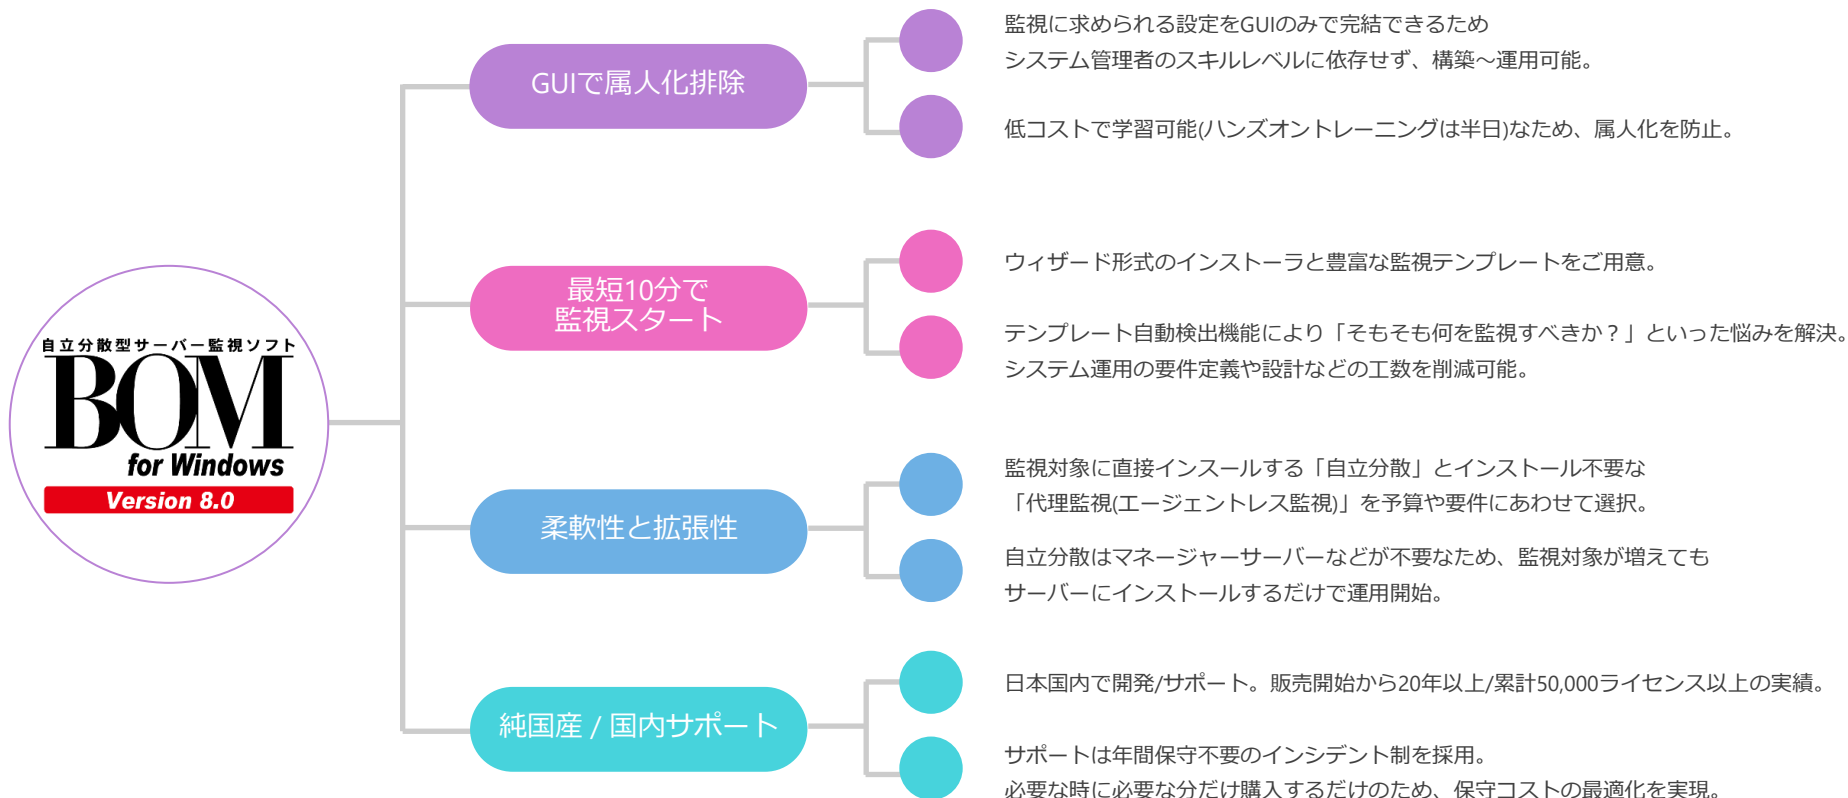 自立分散型サーバー監視ソフト
BOM
for Windows
Version 8.0
GUIで属人化排除
監視に求められる設定をGUIのみで完結できるため
システム管理者のスキルレベルに依存せず、構築～運用可能。
低コストで学習可能(ハンズオントレーニングは半日)なため、属人化を防止。
最短10分で
監視スタート
ウィザード形式のインストーラと豊富な監視テンプレートをご用意。
テンプレート自動検出機能により「そもそも何を監視すべきか？」といった悩みを解決。
システム運用の要件定義や設計などの工数を削減可能。
柔軟性と拡張性
監視対象に直接インスールする「自立分散」とインストール不要な
「代理監視(エージェントレス監視)」を予算や要件にあわせて選択。
自立分散はマネージャーサーバーなどが不要なため、監視対象が増えても
サーバーにインストールするだけで運用開始。
純国産 / 国内サポート
日本国内で開発/サポート。販売開始から20年以上/累計50,000ライセンス以上の実績。
サポートは年間保守不要のインシデント制を採用。
必要な時に必要な分だけ購入するだけのため、保守コストの最適化を実現。